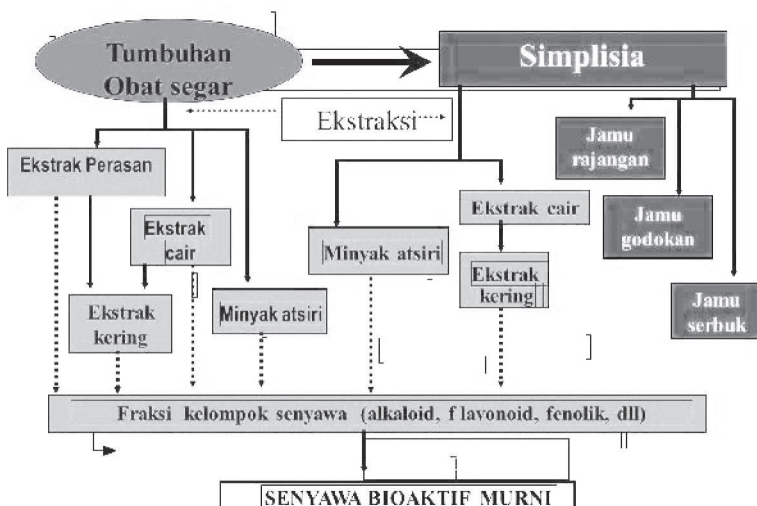 Tumbuhan
Obat segar
Simplisia
Ekstraksi
Ekstrak Perasan
Ekstrak
cair
Ekstrak
kering
Minyak atsiri
Minyak atsiri
Ekstrak cair
Ekstrak
kering
Jamu
rajangan
Jamu
godokan
Jamu
serbuk
Fraksi kelompok senyawa (alkaloid, f lavonoid, fenolik, dll)
SENYAWA BIOAKTIF MURNI